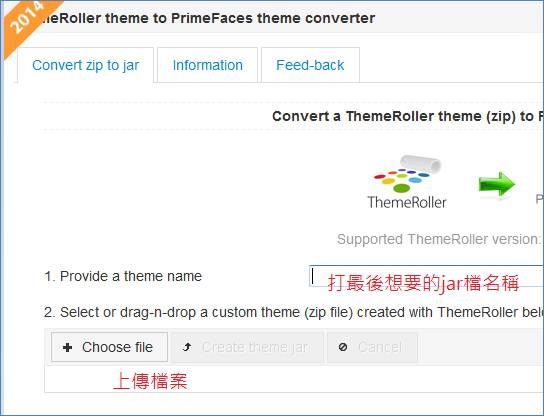 2014
eRoller theme to PrimeFaces theme converter
Convert zip to jar
Information
Feed-back
Convert a ThemeRoller theme (zip) to
ThemeRoller
Supported ThemeRoller version:
1. Provide a theme name
打最後想要的jar檔名稱
2. Select or drag-n-drop a custom theme (zip file) created with ThemeRoller
Choose file
Create theme jar
Cancel
上傳檔案